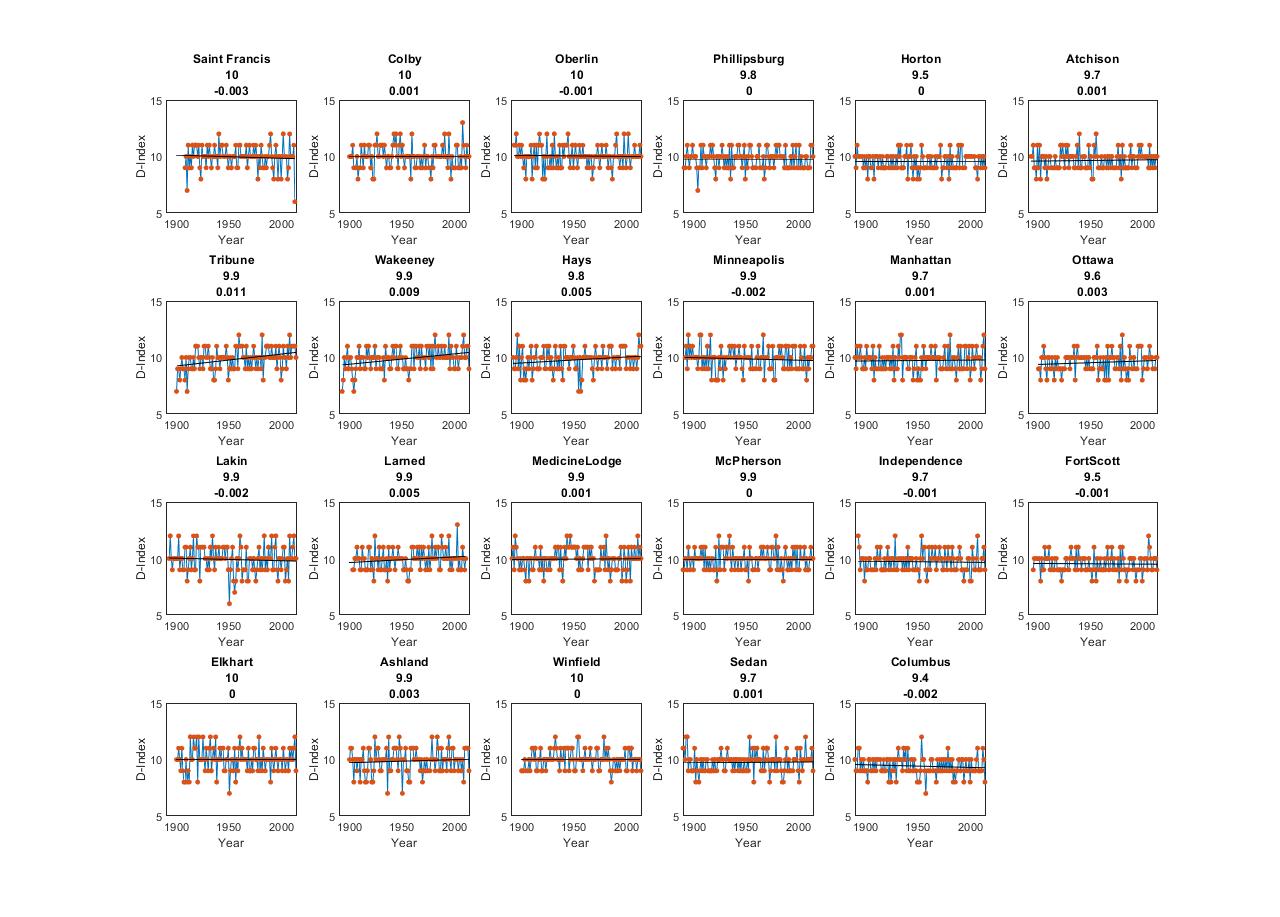 Saint Francis
10
-0.003
15
10
5
D-Index
1900 1950 2000
Year
Colby
10
0.001
15
10
5
D-Index
1900 1950 2000
Year
Oberlin
10
-0.001
15
10
5
D-Index
1900 1950 2000
Year
Phillipsburg
9.8
0
15
10
5
D-Index
1900 1950 2000
Year
Horton
9.5
0
15
10
5
D-Index
1900 1950 2000
Year
Atchison
9.7
0.001
15
10
5
D-Index
1900 1950 2000
Year
Tribune
9.9
0.011
15
10
5
D-Index
1900 1950 2000
Year
Wakeeney
9.9
0.009
15
10
5
D-Index
1900 1950 2000
Year
Hays
9.8
0.005
15
10
5
D-Index
1900 1950 2000
Year
Minneapolis
9.9
-0.002
15
10
5
D-Index
1900 1950 2000
Year
Manhattan
9.7
0.001
15
10
5
D-Index
1900 1950 2000
Year
Ottawa
9.6
0.003
15
10
5
D-Index
1900 1950 2000
Year
Lakin
9.9
-0.002
15
10
5
D-Index
1900 1950 2000
Year
Larned
9.9
0.005
15
10
5
D-Index
1900 1950 2000
Year
MedicineLodge
9.9
0.001
15
10
5
D-Index
1900 1950 2000
Year
McPherson
9.9
0
15
10
5
D-Index
1900 1950 2000
Year
Independence
9.7
-0.001
15
10
5
D-Index
1900 1950 2000
Year
FortScott
9.5
-0.001
15
10
5
D-Index
1900 1950 2000
Year
Elkhart
10
0
15
10
5
D-Index
1900 1950 2000
Year
Ashland
9.9
0.003
15
10
5
D-Index
1900 1950 2000
Year
Winfield
10
0
15
10
5
D-Index
1900 1950 2000
Year
Sedan
9.7
0.001
15
10
5
D-Index
1900 1950 2000
Year
Columbus
9.4
-0.002
15
10
5
D-Index
1900 1950 2000
Year